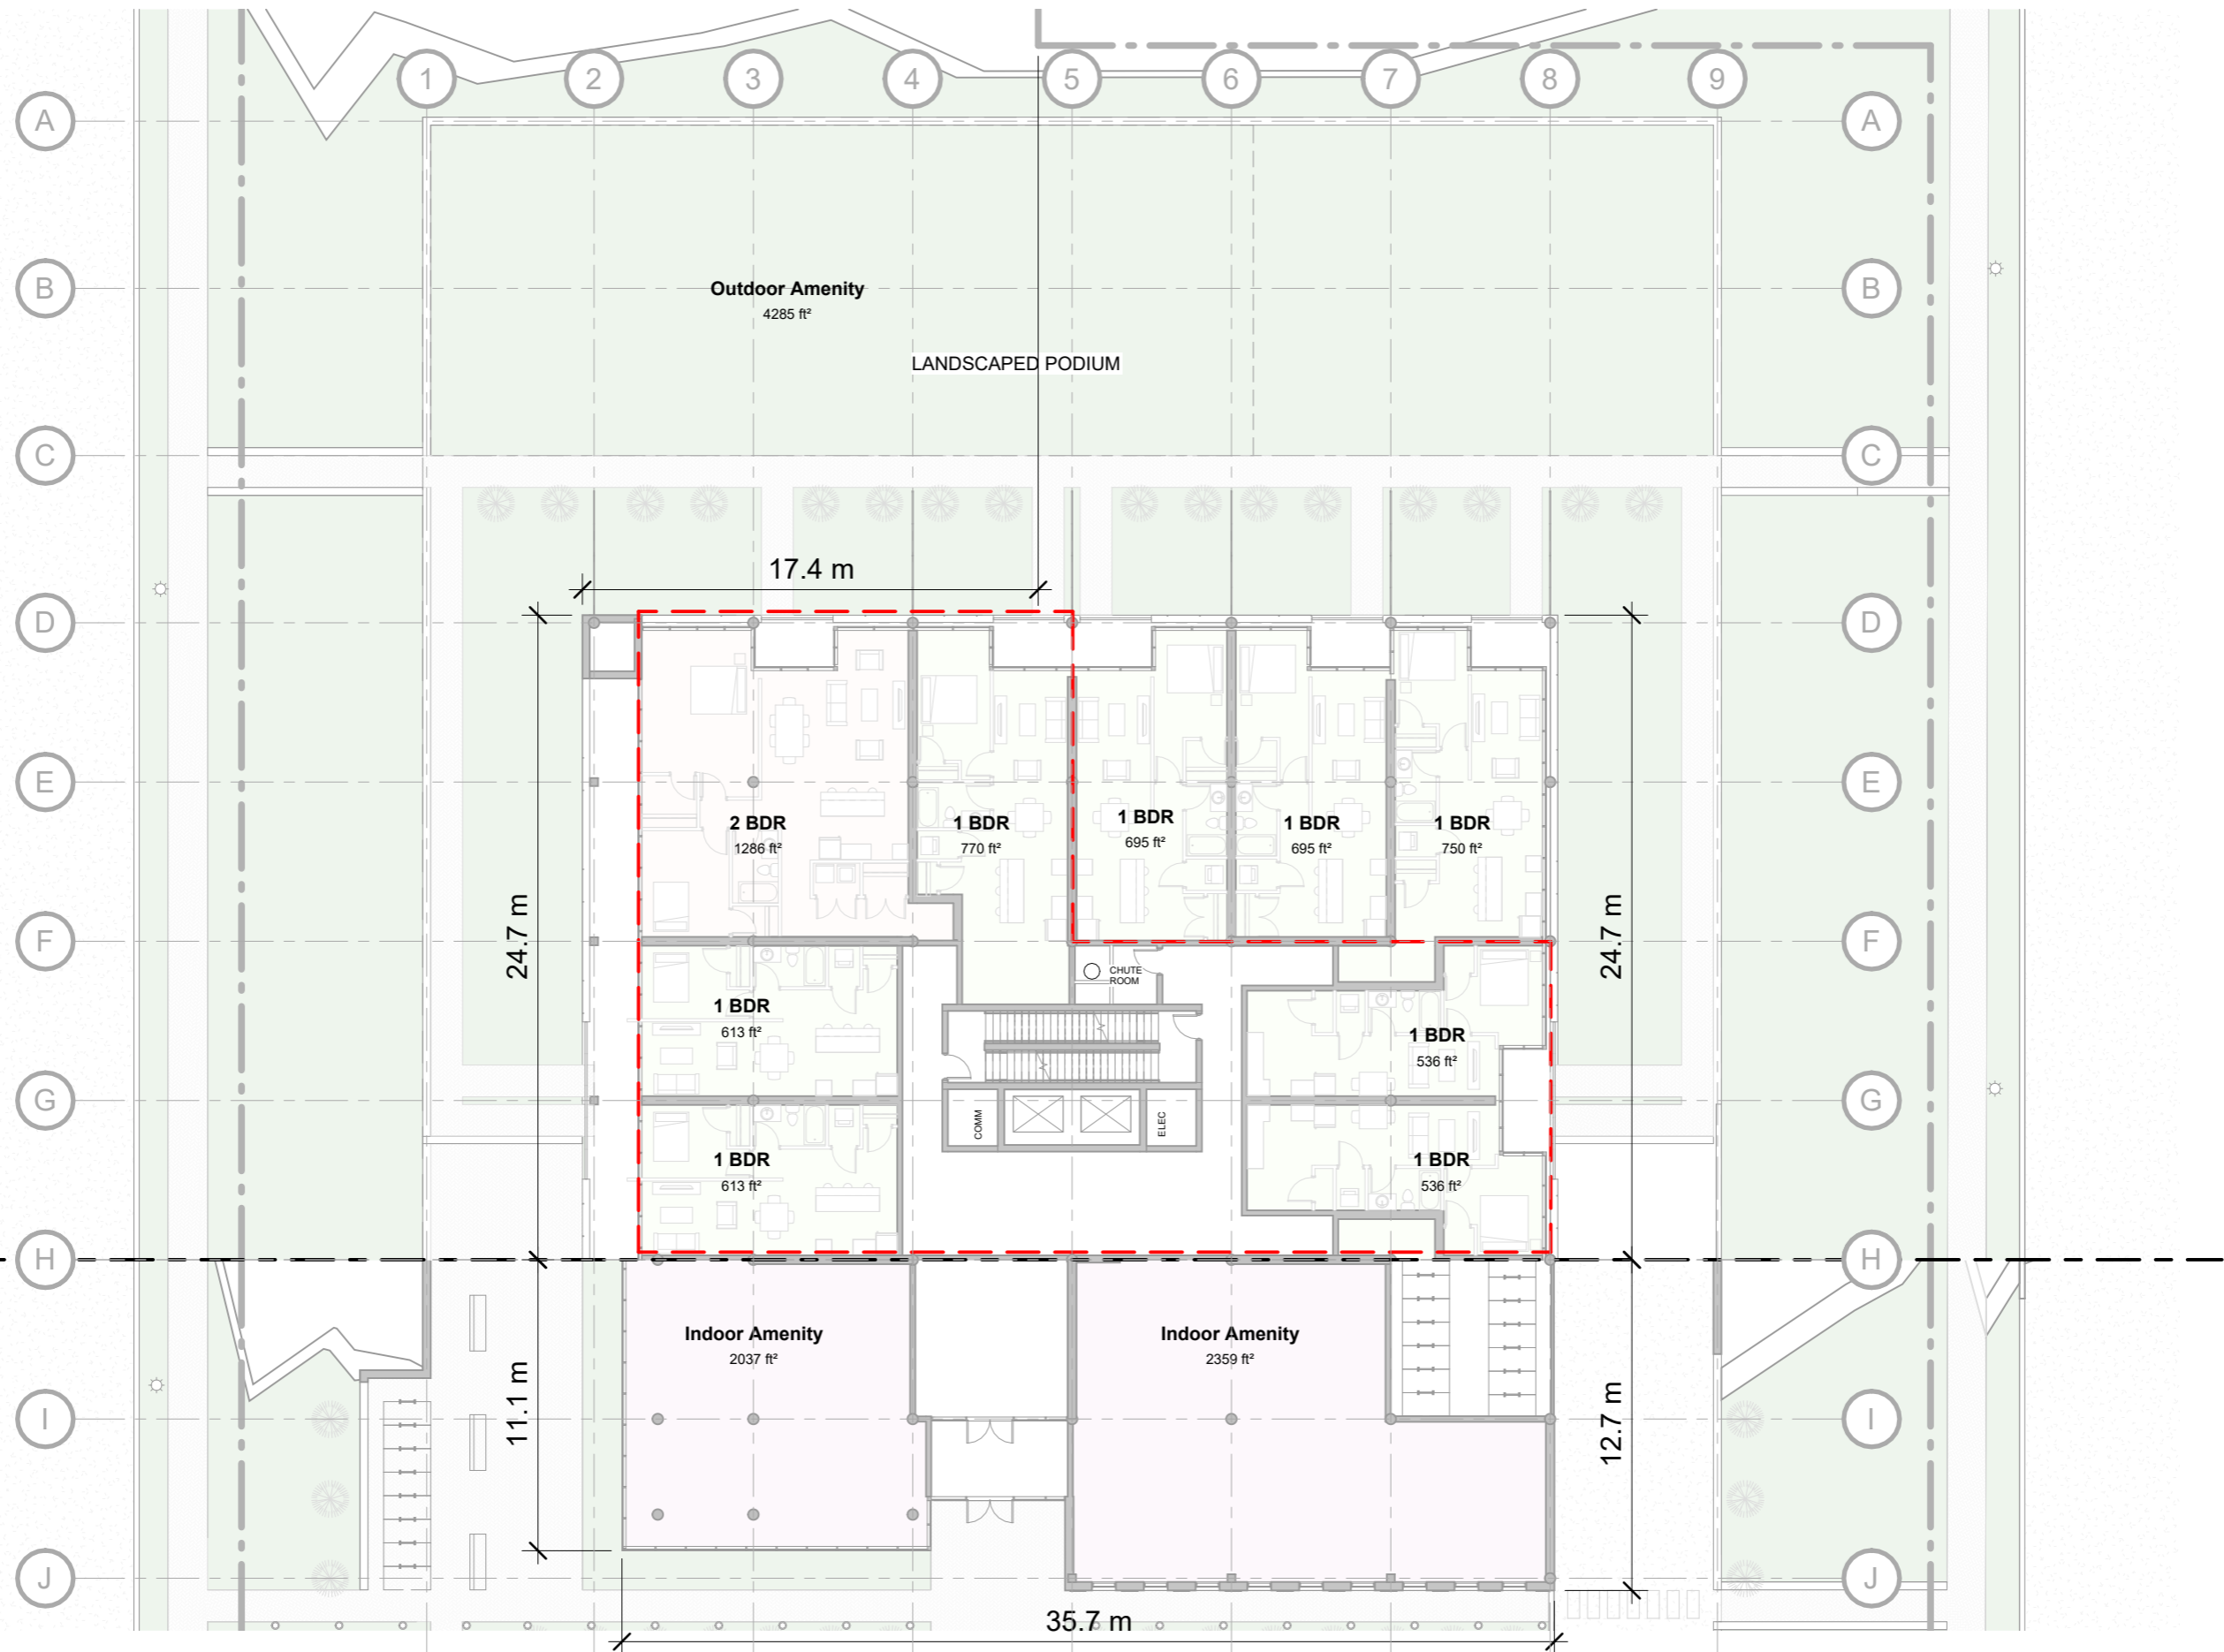 1 2 3 4 5 6 7 8 9
A A
B B
Outdoor Amenity
4285 ft²
LANDSCAPED PODIUM
C C
17.4 m
D D
E E
2 BDR
1286 ft²
1 BDR
770 ft²
1 BDR
695 ft²
1 BDR
695 ft²
1 BDR
750 ft²
24.7 m
24.7 m
F F
CHUTE
ROOM
1 BDR
613 ft²
1 BDR
536 ft²
G G
COMM
ELEC
1 BDR
613 ft²
1 BDR
536 ft²
H H
Indoor Amenity
2037 ft²
Indoor Amenity
2359 ft²
11.1 m
12.7 m
I I
J J
35.7 m